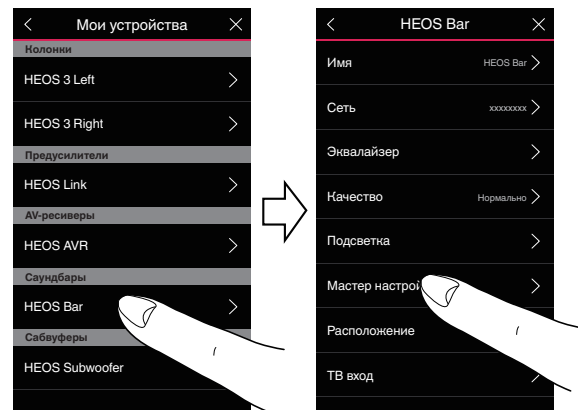 Мои устройства
Колонки
HEOS 3 Left
HEOS 3 Right
Предусилители
HEOS Link
AV-ресиверы
HEOS AVR
Саундбары
HEOS Bar
Сабвуферы
HEOS Subwoofer
HEOS Bar
Имя HEOS Bar
Сеть xxxxxxxx
Эквалайзер
Качество Нормально
Подсветка
Мастер настрой
Расположение
ТВ вход